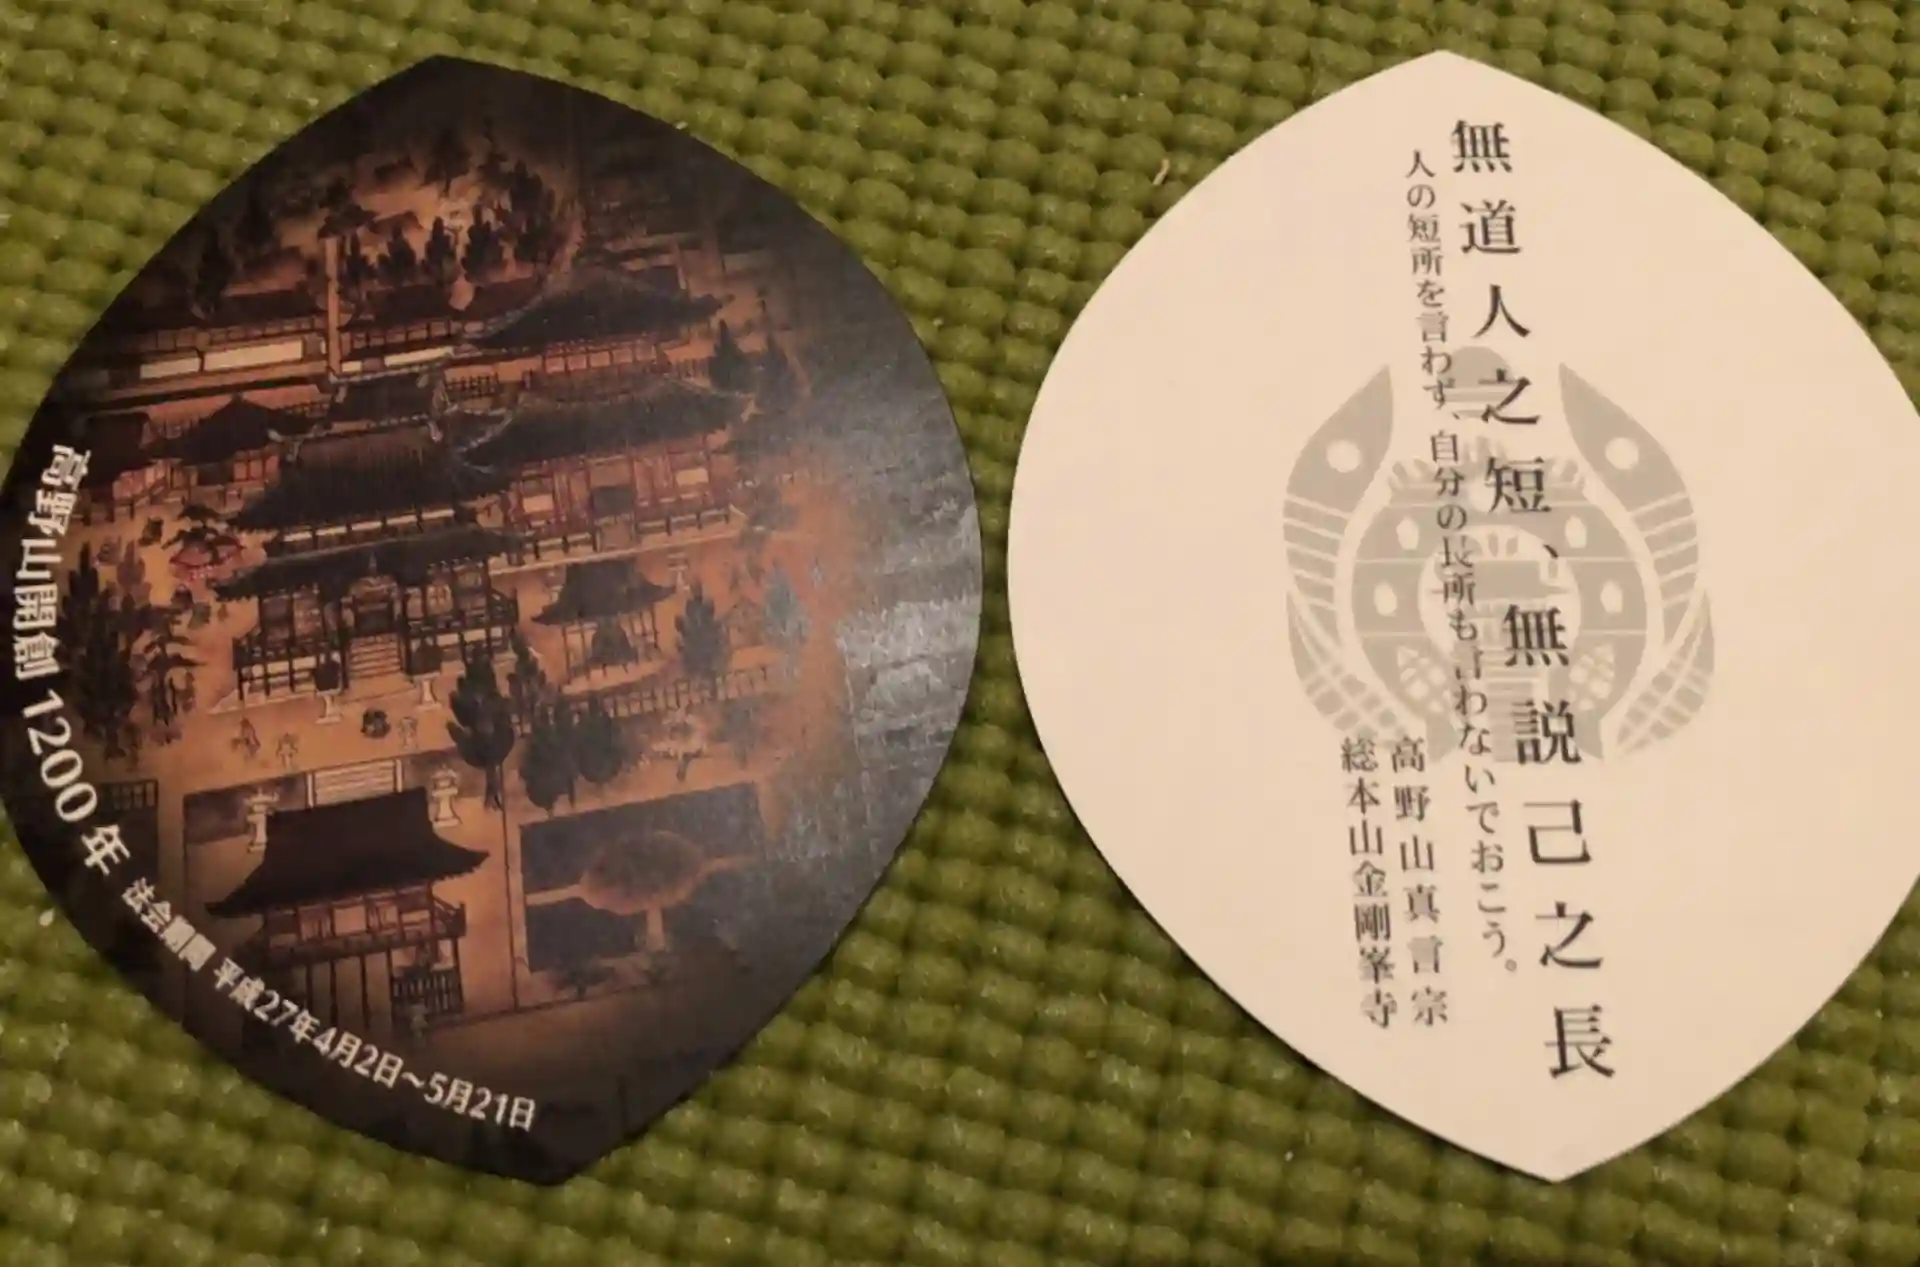 高野山開創 1200年
法会期間 平成27年4月2日～5月21日
無道人之短、無説己之長
人の短所を言わず、自分の長所も言わないでおこう。
高野山真言宗
総本山金剛峯寺